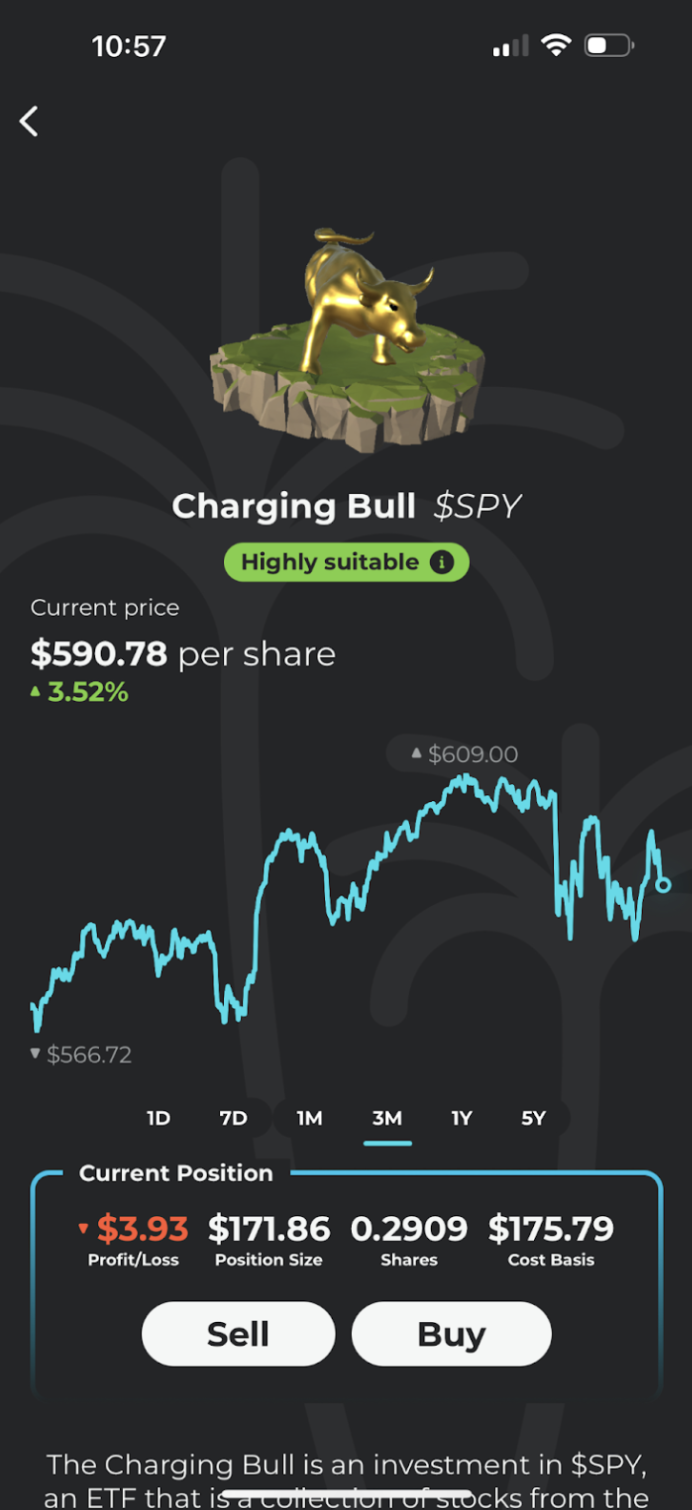 10:57
Charging Bull $SPY
Highly suitable i
Current price
$590.78 per share
▲ 3.52%
▲ $609.00
▼ $566.72
1D 7D 1M 3M 1Y 5Y
Current Position
▼ $3.93 $171.86 0.2909 $175.79
Profit/Loss Position Size Shares Cost Basis
Sell Buy
The Charging Bull is an investment in $SPY,
an ETF that is a collection of stocks from the